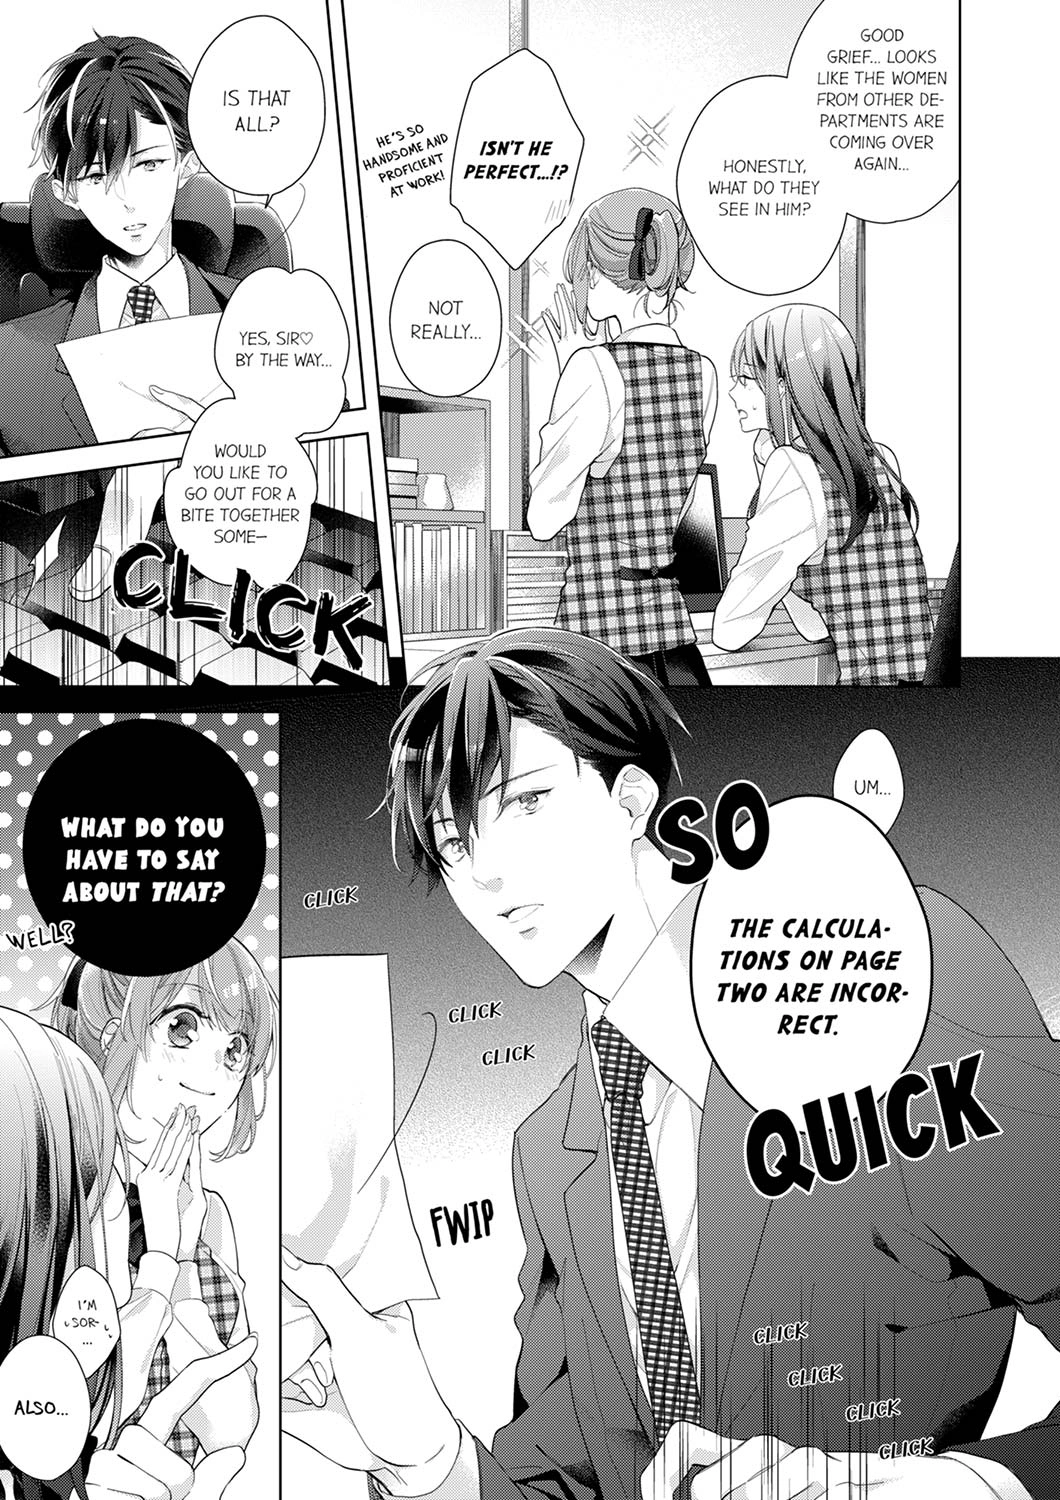 GOOD
GRIEF... LOOKS
LIKE THE WOMEN
FROM OTHER DE-
PARTMENTS ARE
COMING OVER
AGAIN...
HONESTLY,
WHAT DO THEY
SEE IN HIM?
ISN'T HE
PERFECT...!?
HE'S SO
HANDSOME AND
PROFICIENT
AT WORK!
NOT
REALLY...
IS THAT
ALL?
YES, SIR♡
BY THE WAY...
WOULD
YOU LIKE TO
GO OUT FOR A
BITE TOGETHER
SOME—
CLICK
UM...
SO
THE CALCULA-
TIONS ON PAGE
TWO ARE INCOR-
RECT.
QUICK
CLICK
CLICK
CLICK
FWIP
CLICK
CLICK
CLICK
CLICK
WHAT DO YOU
HAVE TO SAY
ABOUT THAT?
WELL?
I'M
SOR-
...
ALSO...